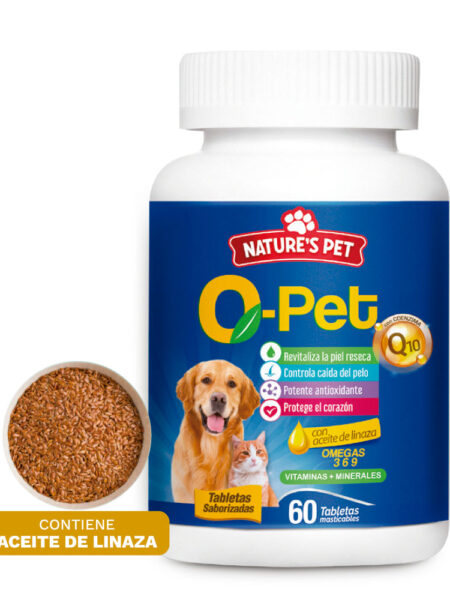 NATURE'S PET
O-Pet
con COENZIMA
Q10
Revitaliza la piel reseca
Controla caida del pelo
Potente antioxidante
Protege el corazón
con
aceite de linaza
OMEGAS
3 6 9
VITAMINAS + MINERALES
Tabletas
Saborizadas
60 Tabletas
masticables
CONTIENE
ACEITE DE LINAZA